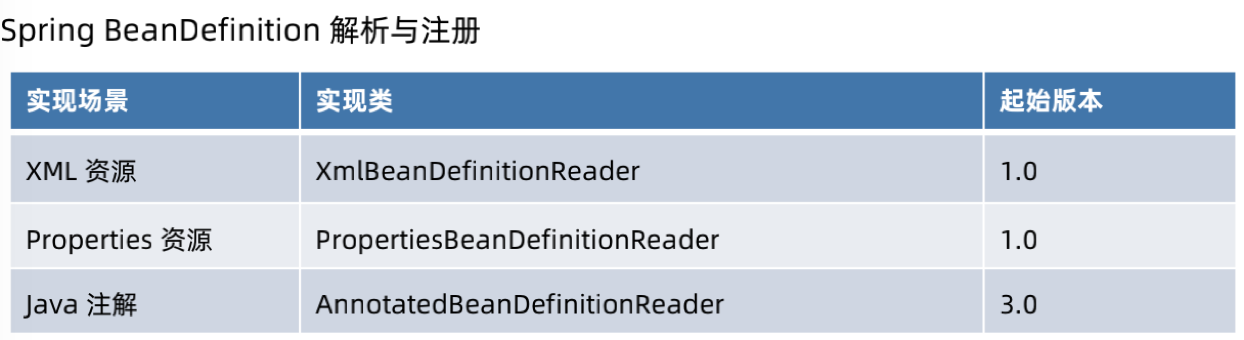 Spring BeanDefinition 解析与注册
实现场景 实现类 起始版本
XML 资源 XmlBeanDefinitionReader 1.0
Properties 资源 PropertiesBeanDefinitionReader 1.0
Java 注解 AnnotatedBeanDefinitionReader 3.0